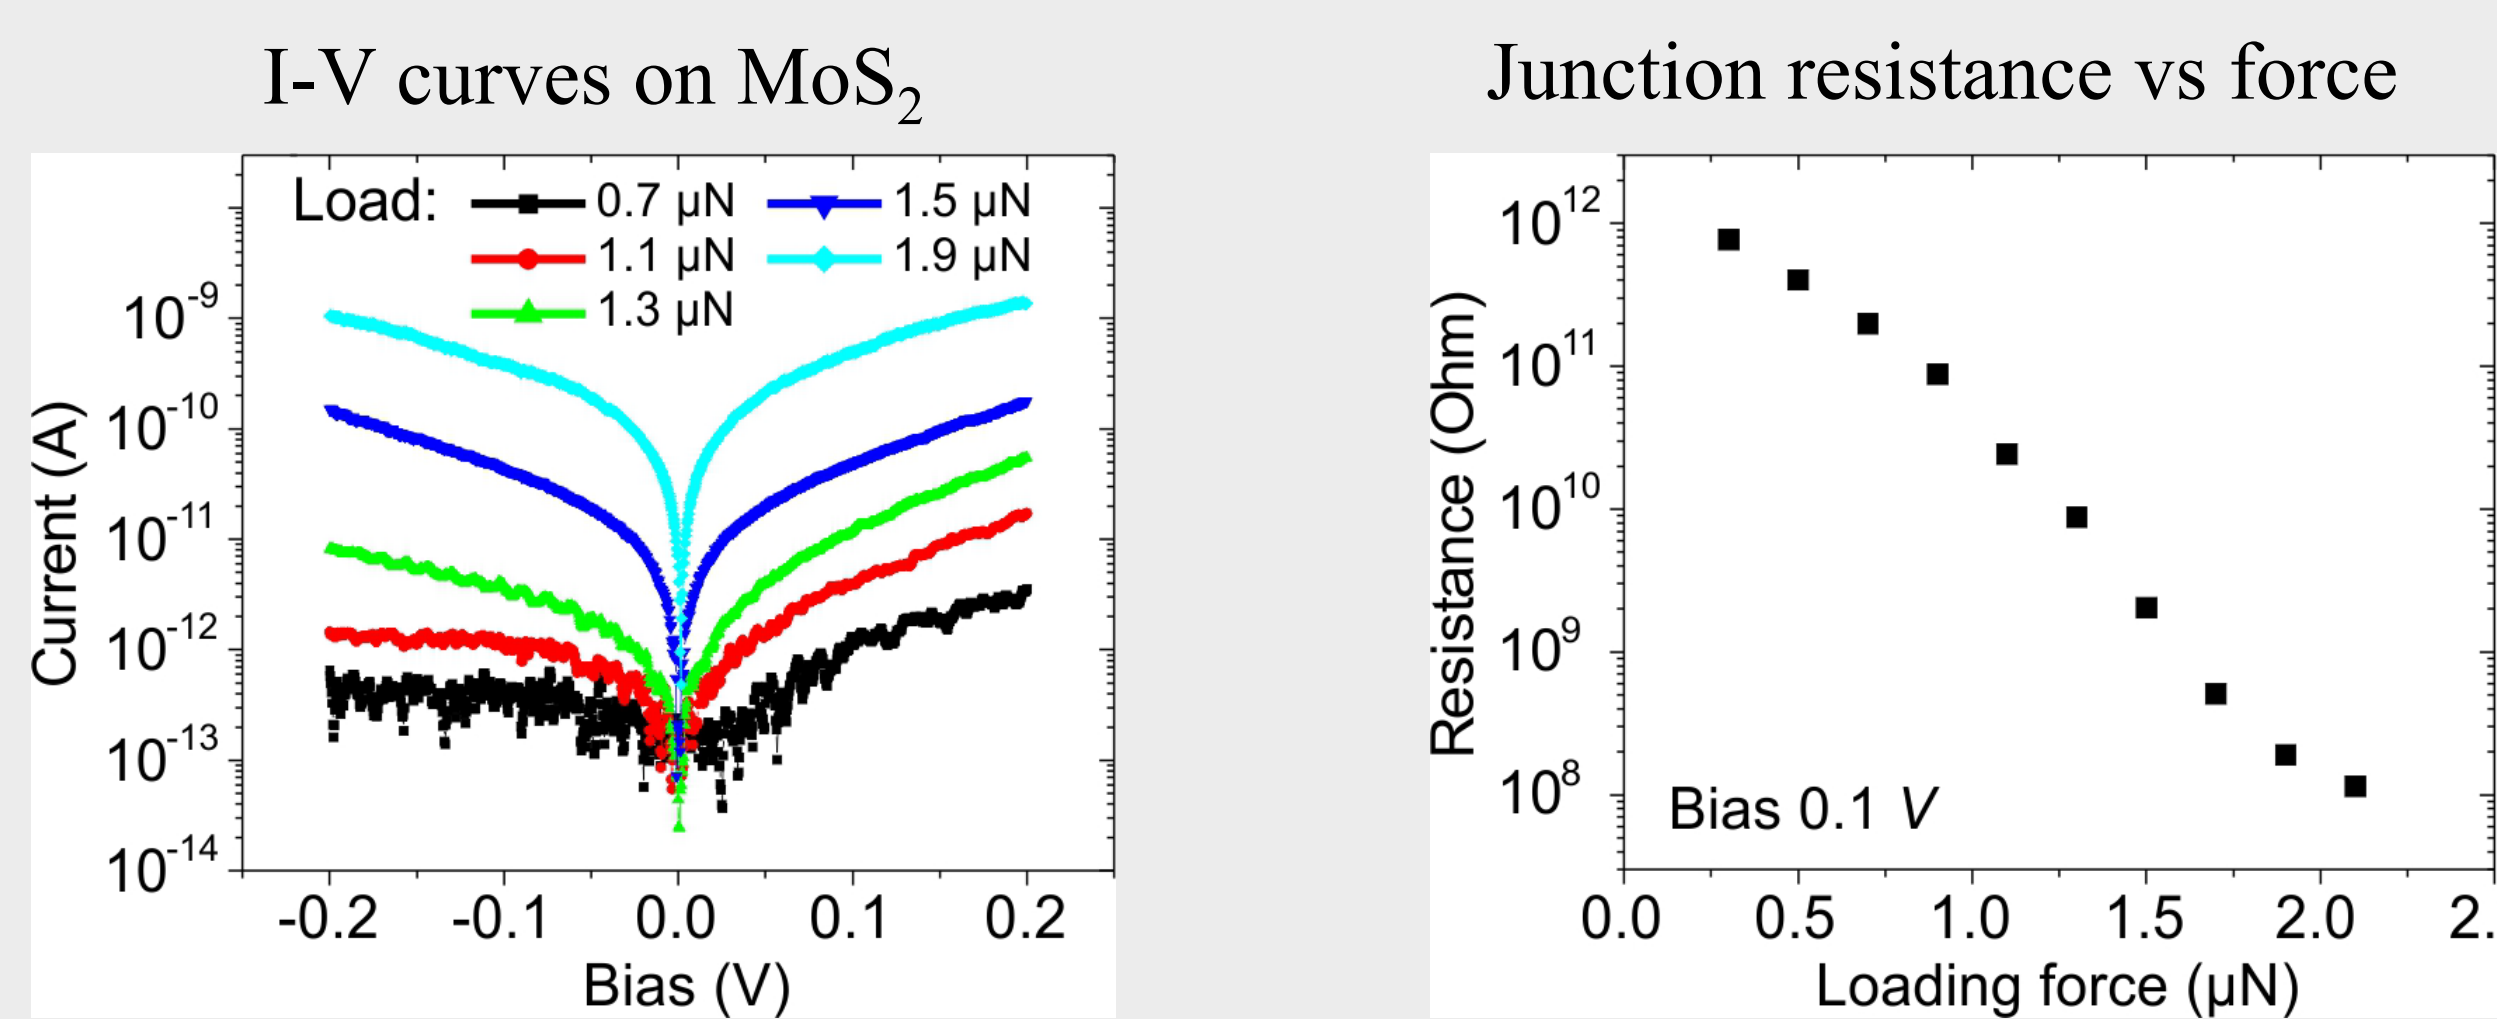 I-V curves on MoS₂
Load:
0.7 µN
1.5 µN
1.1 µN
1.9 µN
1.3 µN
10⁻⁹
10⁻¹⁰
10⁻¹¹
10⁻¹²
10⁻¹³
10⁻¹⁴
Current (A)
-0.2 -0.1 0.0 0.1 0.2
Bias (V)
Junction resistance vs force
10¹²
10¹¹
10¹⁰
10⁹
10⁸
Resistance (Ohm)
Bias 0.1 V
0.0 0.5 1.0 1.5 2.0 2.
Loading force (µN)